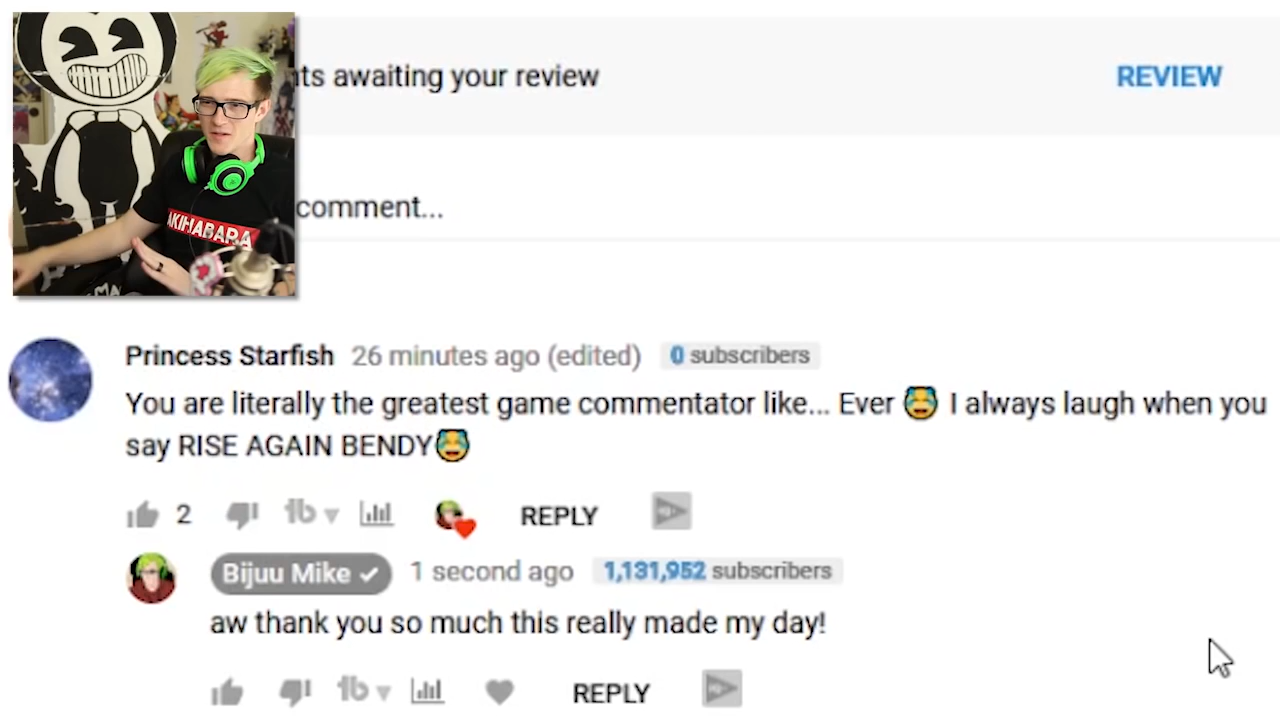 nts awaiting your review
REVIEW
AKIHABARA
comment...
Princess Starfish 26 minutes ago (edited) 0 subscribers
You are literally the greatest game commentator like... Ever 😂 I always laugh when you
say RISE AGAIN BENDY😂
2 REPLY
Bijuu Mike ✔ 1 second ago 1,131,952 subscribers
aw thank you so much this really made my day!
REPLY